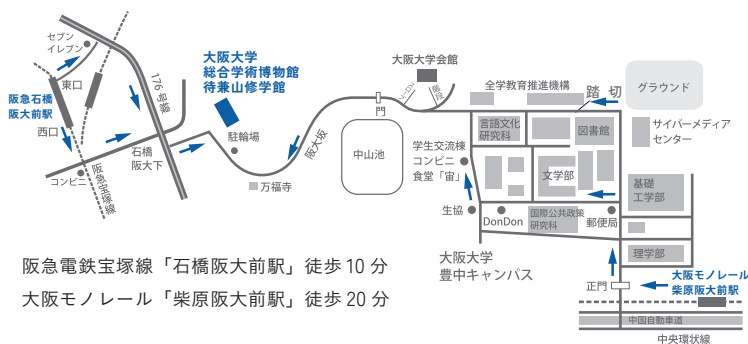 セブン
イレブン
東口
阪急石橋
阪大前駅
西口
コンビニ
阪急宝塚線
176 号線
石橋
阪大下
大阪大学
総合学術博物館
待兼山修学館
駐輪場
万福寺
阪大坂
門
中山池
大阪大学会館
ロード
階段
全学教育推進機構
踏切
グラウンド
言語文化
研究科
図書館
サイバーメディア
センター
学生交流棟
コンビニ
食堂「宙」
文学部
基礎
工学部
生協
DonDon
国際公共政策
研究科
郵便局
大阪大学
豊中キャンパス
理学部
正門
大阪モノレール
柴原阪大前駅
中国自動車道
中央環状線
阪急電鉄宝塚線「石橋阪大前駅」徒歩 10 分
大阪モノレール「柴原阪大前駅」徒歩 20 分